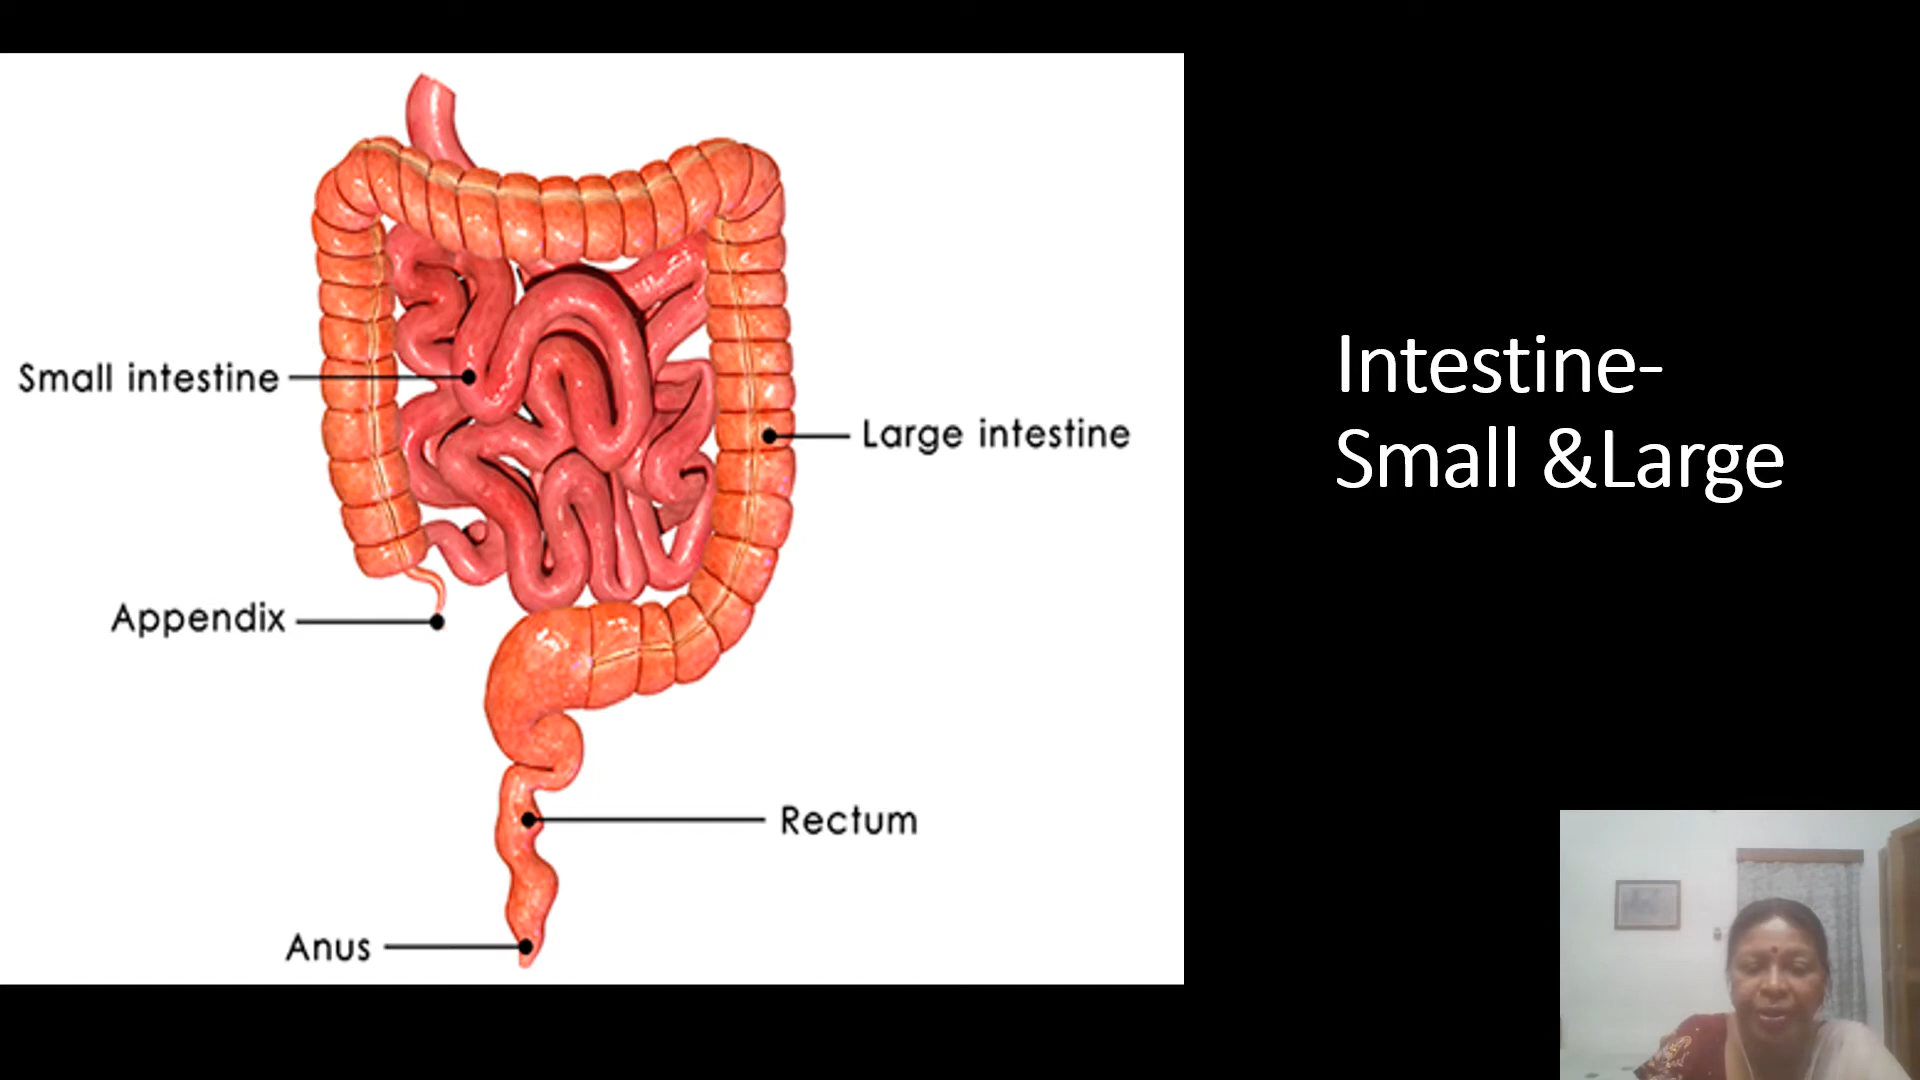 Small intestine
Large intestine
Appendix
Rectum
Anus
Intestine-
Small &Large